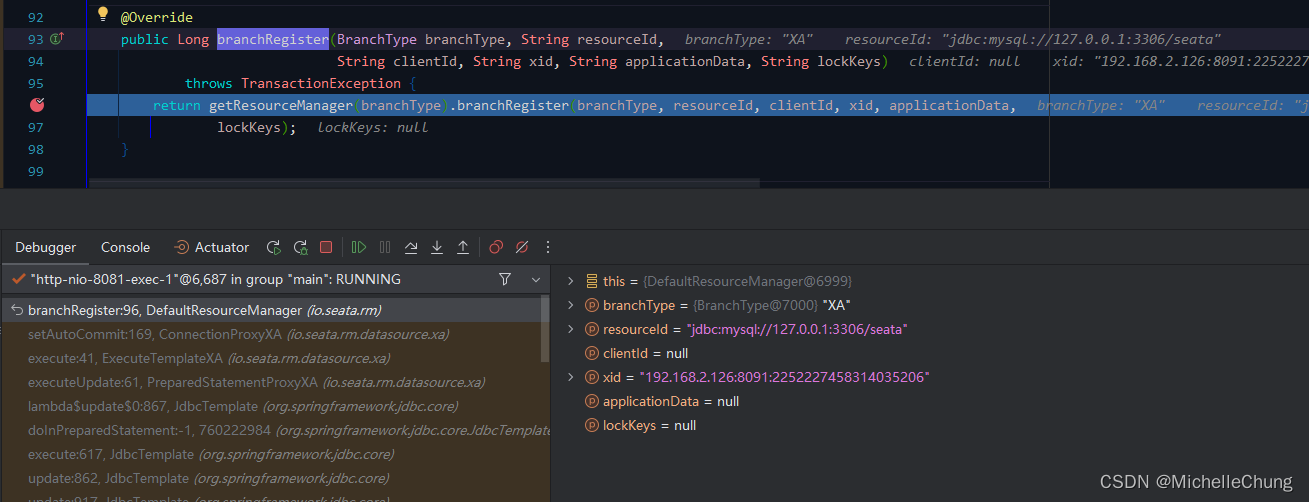 92 @Override
93 public Long branchRegister(BranchType branchType, String resourceId, branchType: "XA" resourceId: "jdbc:mysql://127.0.0.1:3306/seata"
94 String clientId, String xid, String applicationData, String lockKeys) clientId: null xid: "192.168.2.126:8091:2252227
95 throws TransactionException {
return getResourceManager(branchType).branchRegister(branchType, resourceId, clientId, xid, applicationData, branchType: "XA" resourceId: "j
97 lockKeys); lockKeys: null
98 }
99
Debugger Console Actuator
"http-nio-8081-exec-1"@6,687 in group "main": RUNNING
branchRegister:96, DefaultResourceManager (io.seata.rm)
setAutoCommit:169, ConnectionProxyXA (io.seata.rm.datasource.xa)
execute:41, ExecuteTemplateXA (io.seata.rm.datasource.xa)
executeUpdate:61, PreparedStatementProxyXA (io.seata.rm.datasource.xa)
lambda$update$0:867, JdbcTemplate (org.springframework.jdbc.core)
doInPreparedStatement:-1, 760222984 (org.springframework.jdbc.core.JdbcTemplate
execute:617, JdbcTemplate (org.springframework.jdbc.core)
update:862, JdbcTemplate (org.springframework.jdbc.core)
update:917, JdbcTemplate (org.springframework.jdbc.core)
this = {DefaultResourceManager@6999}
branchType = {BranchType@7000} "XA"
resourceId = "jdbc:mysql://127.0.0.1:3306/seata"
clientId = null
xid = "192.168.2.126:8091:2252227458314035206"
applicationData = null
lockKeys = null
CSDN @MichelleChung